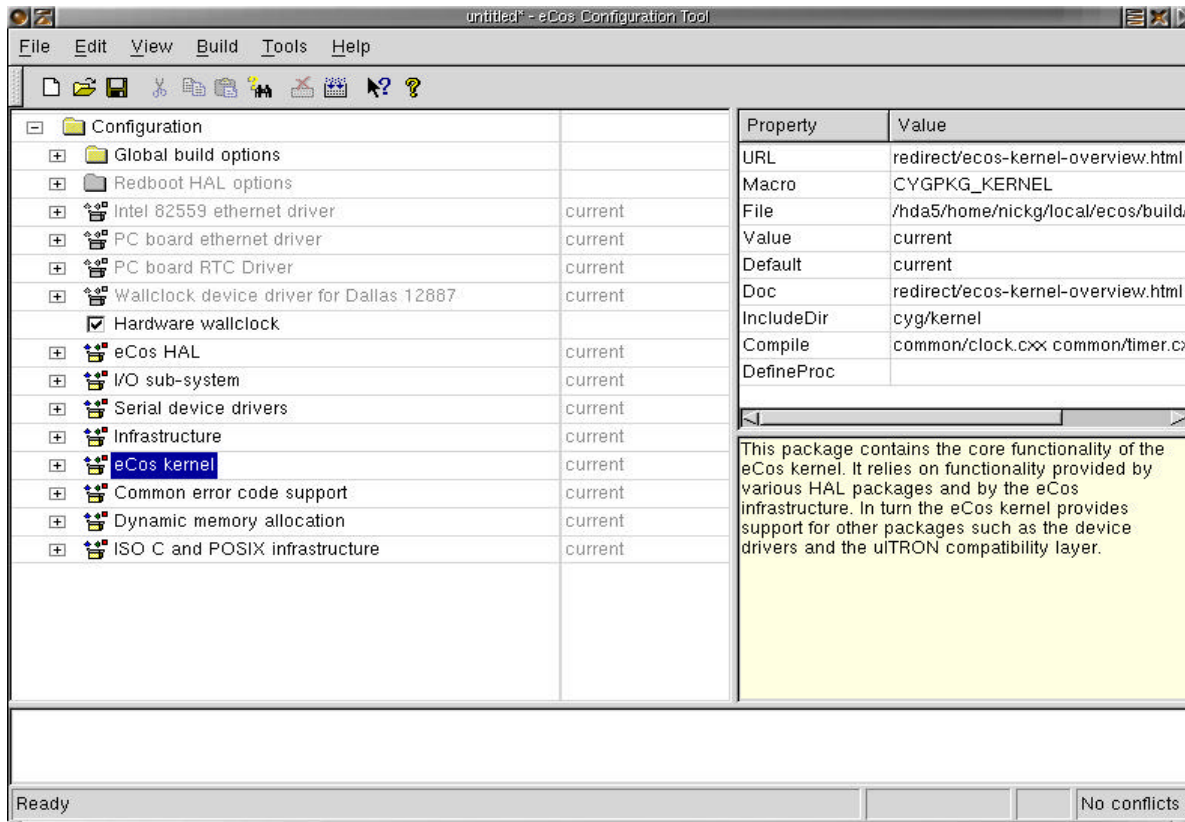 untitled* - eCos Configuration Tool
File Edit View Build Tools Help
Configuration
Global build options
Redboot HAL options
Intel 82559 ethernet driver current
PC board ethernet driver current
PC board RTC Driver current
Wallclock device driver for Dallas 12887 current
Hardware wallclock
eCos HAL current
I/O sub-system current
Serial device drivers current
Infrastructure current
eCos kernel current
Common error code support current
Dynamic memory allocation current
ISO C and POSIX infrastructure current
Property Value
URL redirect/ecos-kernel-overview.html
Macro CYGPKG_KERNEL
File /hda5/home/nickg/local/ecos/build/
Value current
Default current
Doc redirect/ecos-kernel-overview.html
IncludeDir cyg/kernel
Compile common/clock.cxx common/timer.cx
DefineProc
This package contains the core functionality of the
eCos kernel. It relies on functionality provided by
various HAL packages and by the eCos
infrastructure. In turn the eCos kernel provides
support for other packages such as the device
drivers and the uITRON compatibility layer.
Ready
No conflicts